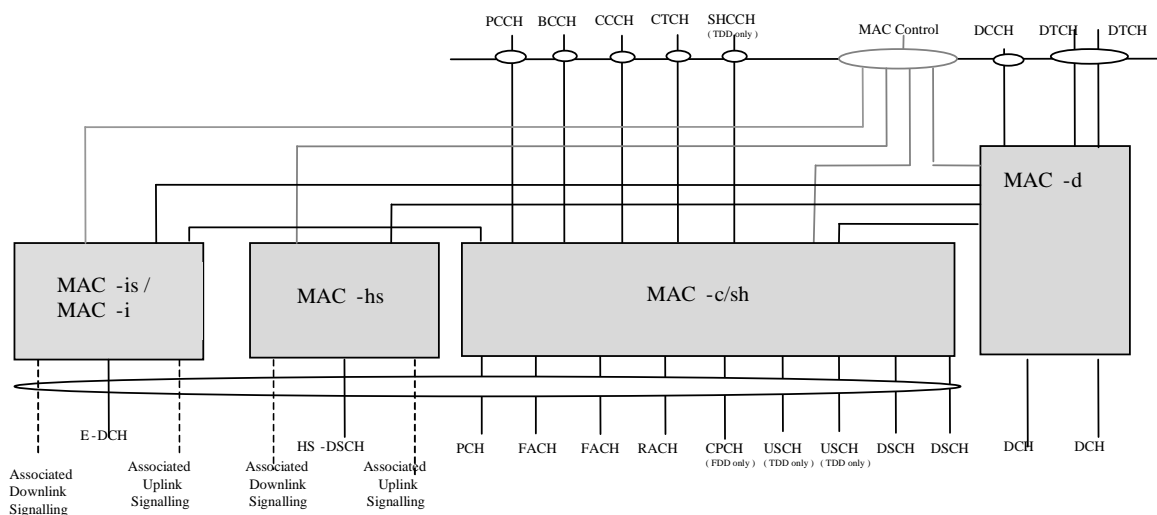 PCCH BCCH CCCH CTCH SHCCH MAC Control DCCH DTCH DTCH
( TDD only )
MAC -d
MAC -is /
MAC -i
MAC -hs
MAC -c/sh
E-DCH
HS -DSCH
PCH FACH FACH RACH CPCH USCH USCH DSCH DSCH DCH DCH
( FDD only ) ( TDD only ) ( TDD only )
Associated
Downlink
Signalling
Associated
Uplink
Signalling
Associated
Downlink
Signalling
Associated
Uplink
Signalling